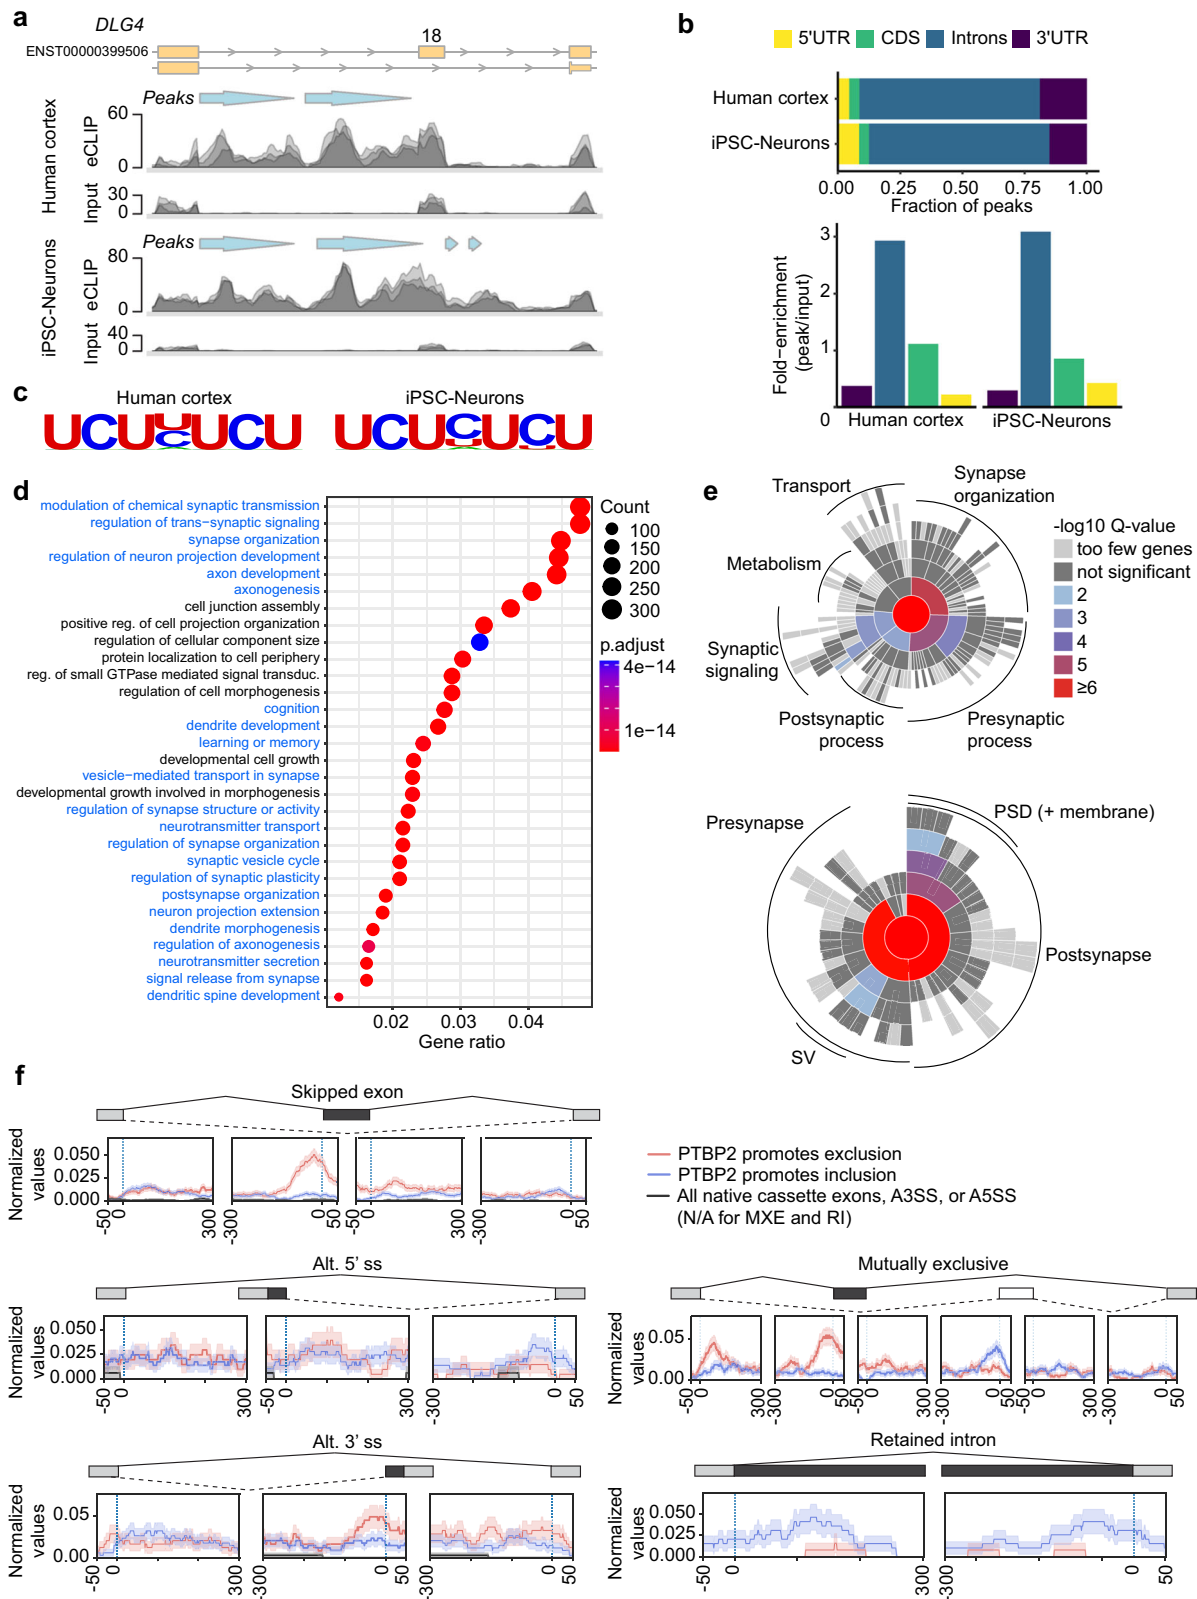 a
DLG4
ENST00000399506
18
Human cortex
eCLIP
Input
Peaks
60
0
30
0
iPSC-Neurons
eCLIP
Input
Peaks
80
0
40
0
b
5'UTR CDS Introns 3'UTR
Human cortex
iPSC-Neurons
0.00 0.25 0.50 0.75 1.00
Fraction of peaks
Fold−enrichment
(peak/input)
3
2
1
0
Human cortex iPSC-Neurons
c
Human cortex
UCUUUCU
C
iPSC-Neurons
UCUCUCU
U U
d
modulation of chemical synaptic transmission
regulation of trans−synaptic signaling
synapse organization
regulation of neuron projection development
axon development
axonogenesis
cell junction assembly
positive reg. of cell projection organization
regulation of cellular component size
protein localization to cell periphery
reg. of small GTPase mediated signal transduc.
regulation of cell morphogenesis
cognition
dendrite development
learning or memory
developmental cell growth
vesicle−mediated transport in synapse
developmental growth involved in morphogenesis
regulation of synapse structure or activity
neurotransmitter transport
regulation of synapse organization
synaptic vesicle cycle
regulation of synaptic plasticity
postsynapse organization
neuron projection extension
dendrite morphogenesis
regulation of axonogenesis
neurotransmitter secretion
signal release from synapse
dendritic spine development
0.02 0.03 0.04
Gene ratio
Count
100
150
200
250
300
p.adjust
4e−14
1e−14
e
Transport
Synapse
organization
Metabolism
Synaptic
signaling
Postsynaptic
process
Presynaptic
process
-log10 Q-value
too few genes
not significant
2
3
4
5
≥6
Presynapse
PSD (+ membrane)
Postsynapse
SV
f
Skipped exon
Normalized
values
0.050
0.025
0.000
-50 0 300 -300 0 50 -50 0 300 -300 0 50
PTBP2 promotes exclusion
PTBP2 promotes inclusion
All native cassette exons, A3SS, or A5SS
(N/A for MXE and RI)
Alt. 5' ss
Normalized
values
0.050
0.025
0.000
-50 0 300 -50 0 300 -300 0 50
Mutually exclusive
Normalized
values
0.05
0.00
-50 0 300 -300 0 50 -50 0 300 -300 0 50 -50 0 300 -300 0 50
Alt. 3' ss
Normalized
values
0.05
0.00
-50 0 300 -300 0 50 -300 0 50
Retained intron
Normalized
values
0.050
0.025
0.000
-50 0 300 -300 0 50